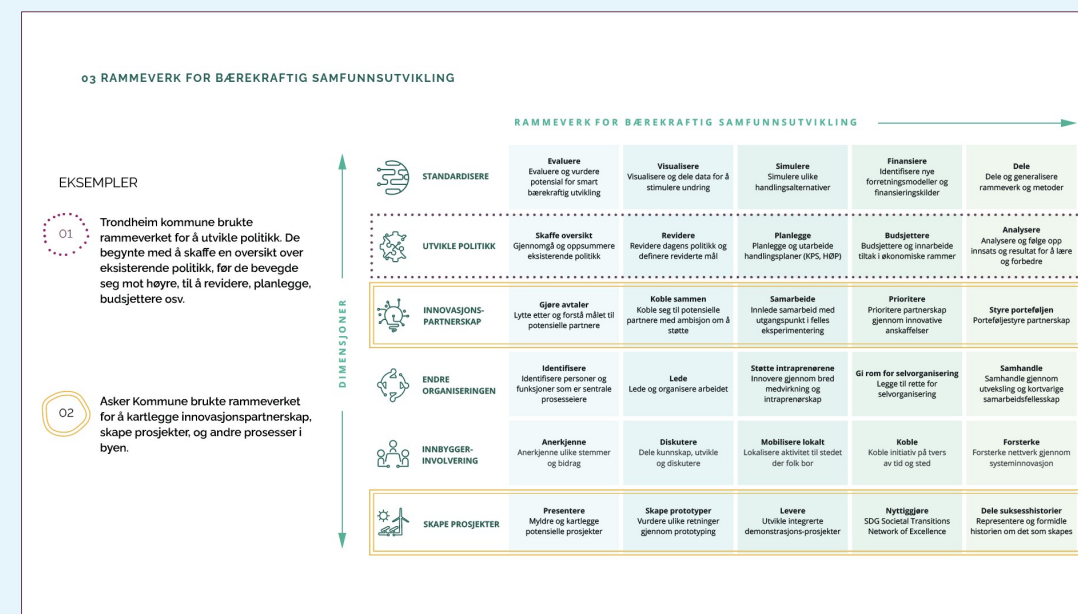 03 RAMMEVERK FOR BÆREKRAFTIG SAMFUNNSUTVIKLING
RAMMEVERK FOR BÆREKRAFTIG SAMFUNNSUTVIKLING
EKSEMPLER
01
Trondheim kommune brukte
rammeverket for å utvikle politikk. De
begynte med å skaffe en oversikt over
eksisterende politikk, før de bevegde
seg mot høyre, til å revidere, planlegge,
budsjettere osv.
02
Asker Kommune brukte rammeverket
for å kartlegge innovasjonspartnerskap,
skape prosjekter, og andre prosesser i
byen.
DIMENSJONER
STANDARDISERE
Evaluere
Evaluere og vurdere
potensial for smart
bærekraftig utvikling
Visualisere
Visualisere og dele data for å
stimulere undring
Simulere
Simulere ulike
handlingsalternativer
Finansiere
Identifisere nye
forretningsmodeller og
finansieringskilder
Dele
Dele og generalisere
rammeverk og metoder
UTVIKLE POLITIKK
Skaffe oversikt
Gjennomgå og oppsummere
eksisterende politikk
Revidere
Revidere dagens politikk og
definere reviderte mål
Planlegge
Planlegge og utarbeide
handlingsplaner (KPS, HØP)
Budsjettere
Budsjettere og innarbeide
tiltak i økonomiske rammer
Analysere
Analysere og følge opp
innsats og resultat for å lære
og forbedre
INNOVASJONS-
PARTNERSKAP
Gjøre avtaler
Lytte etter og forstå målet til
potensielle partnere
Koble sammen
Koble seg til potensielle
partnere med ambisjon om å
støtte
Samarbeide
Innlede samarbeid med
utgangspunkt i felles
eksperimentering
Prioritere
Prioritere partnerskap
gjennom innovative
anskaffelser
Styre porteføljen
Porteføljestyre partnerskap
ENDRE
ORGANISERINGEN
Identifisere
Identifisere personer og
funksjoner som er sentrale
prosesseiere
Lede
Lede og organisere arbeidet
Støtte intraprenørene
Innovere gjennom bred
medvirkning og
intraprenørskap
Gi rom for selvorganisering
Legge til rette for
selvorganisering
Samhandle
Samhandle gjennom
utveksling og kortvarige
samarbeidsfellesskap
INNBYGGER-
INVOLVERING
Anerkjenne
Anerkjenne ulike stemmer
og bidrag
Diskutere
Dele kunnskap, utvikle
og diskutere
Mobilisere lokalt
Lokalisere aktivitet til stedet
der folk bor
Koble
Koble initiativ på tvers
av tid og sted
Forsterke
Forsterke nettverk gjennom
systeminnovasjon
SKAPE PROSJEKTER
Presentere
Myldre og kartlegge
potensielle prosjekter
Skape prototyper
Vurdere ulike retninger
gjennom prototyping
Levere
Utvikle integrerte
demonstrasjons-prosjekter
Nyttiggjøre
SDG Societal Transitions
Network of Excellence
Dele suksesshistorier
Representere og formidle
historien om det som skapes